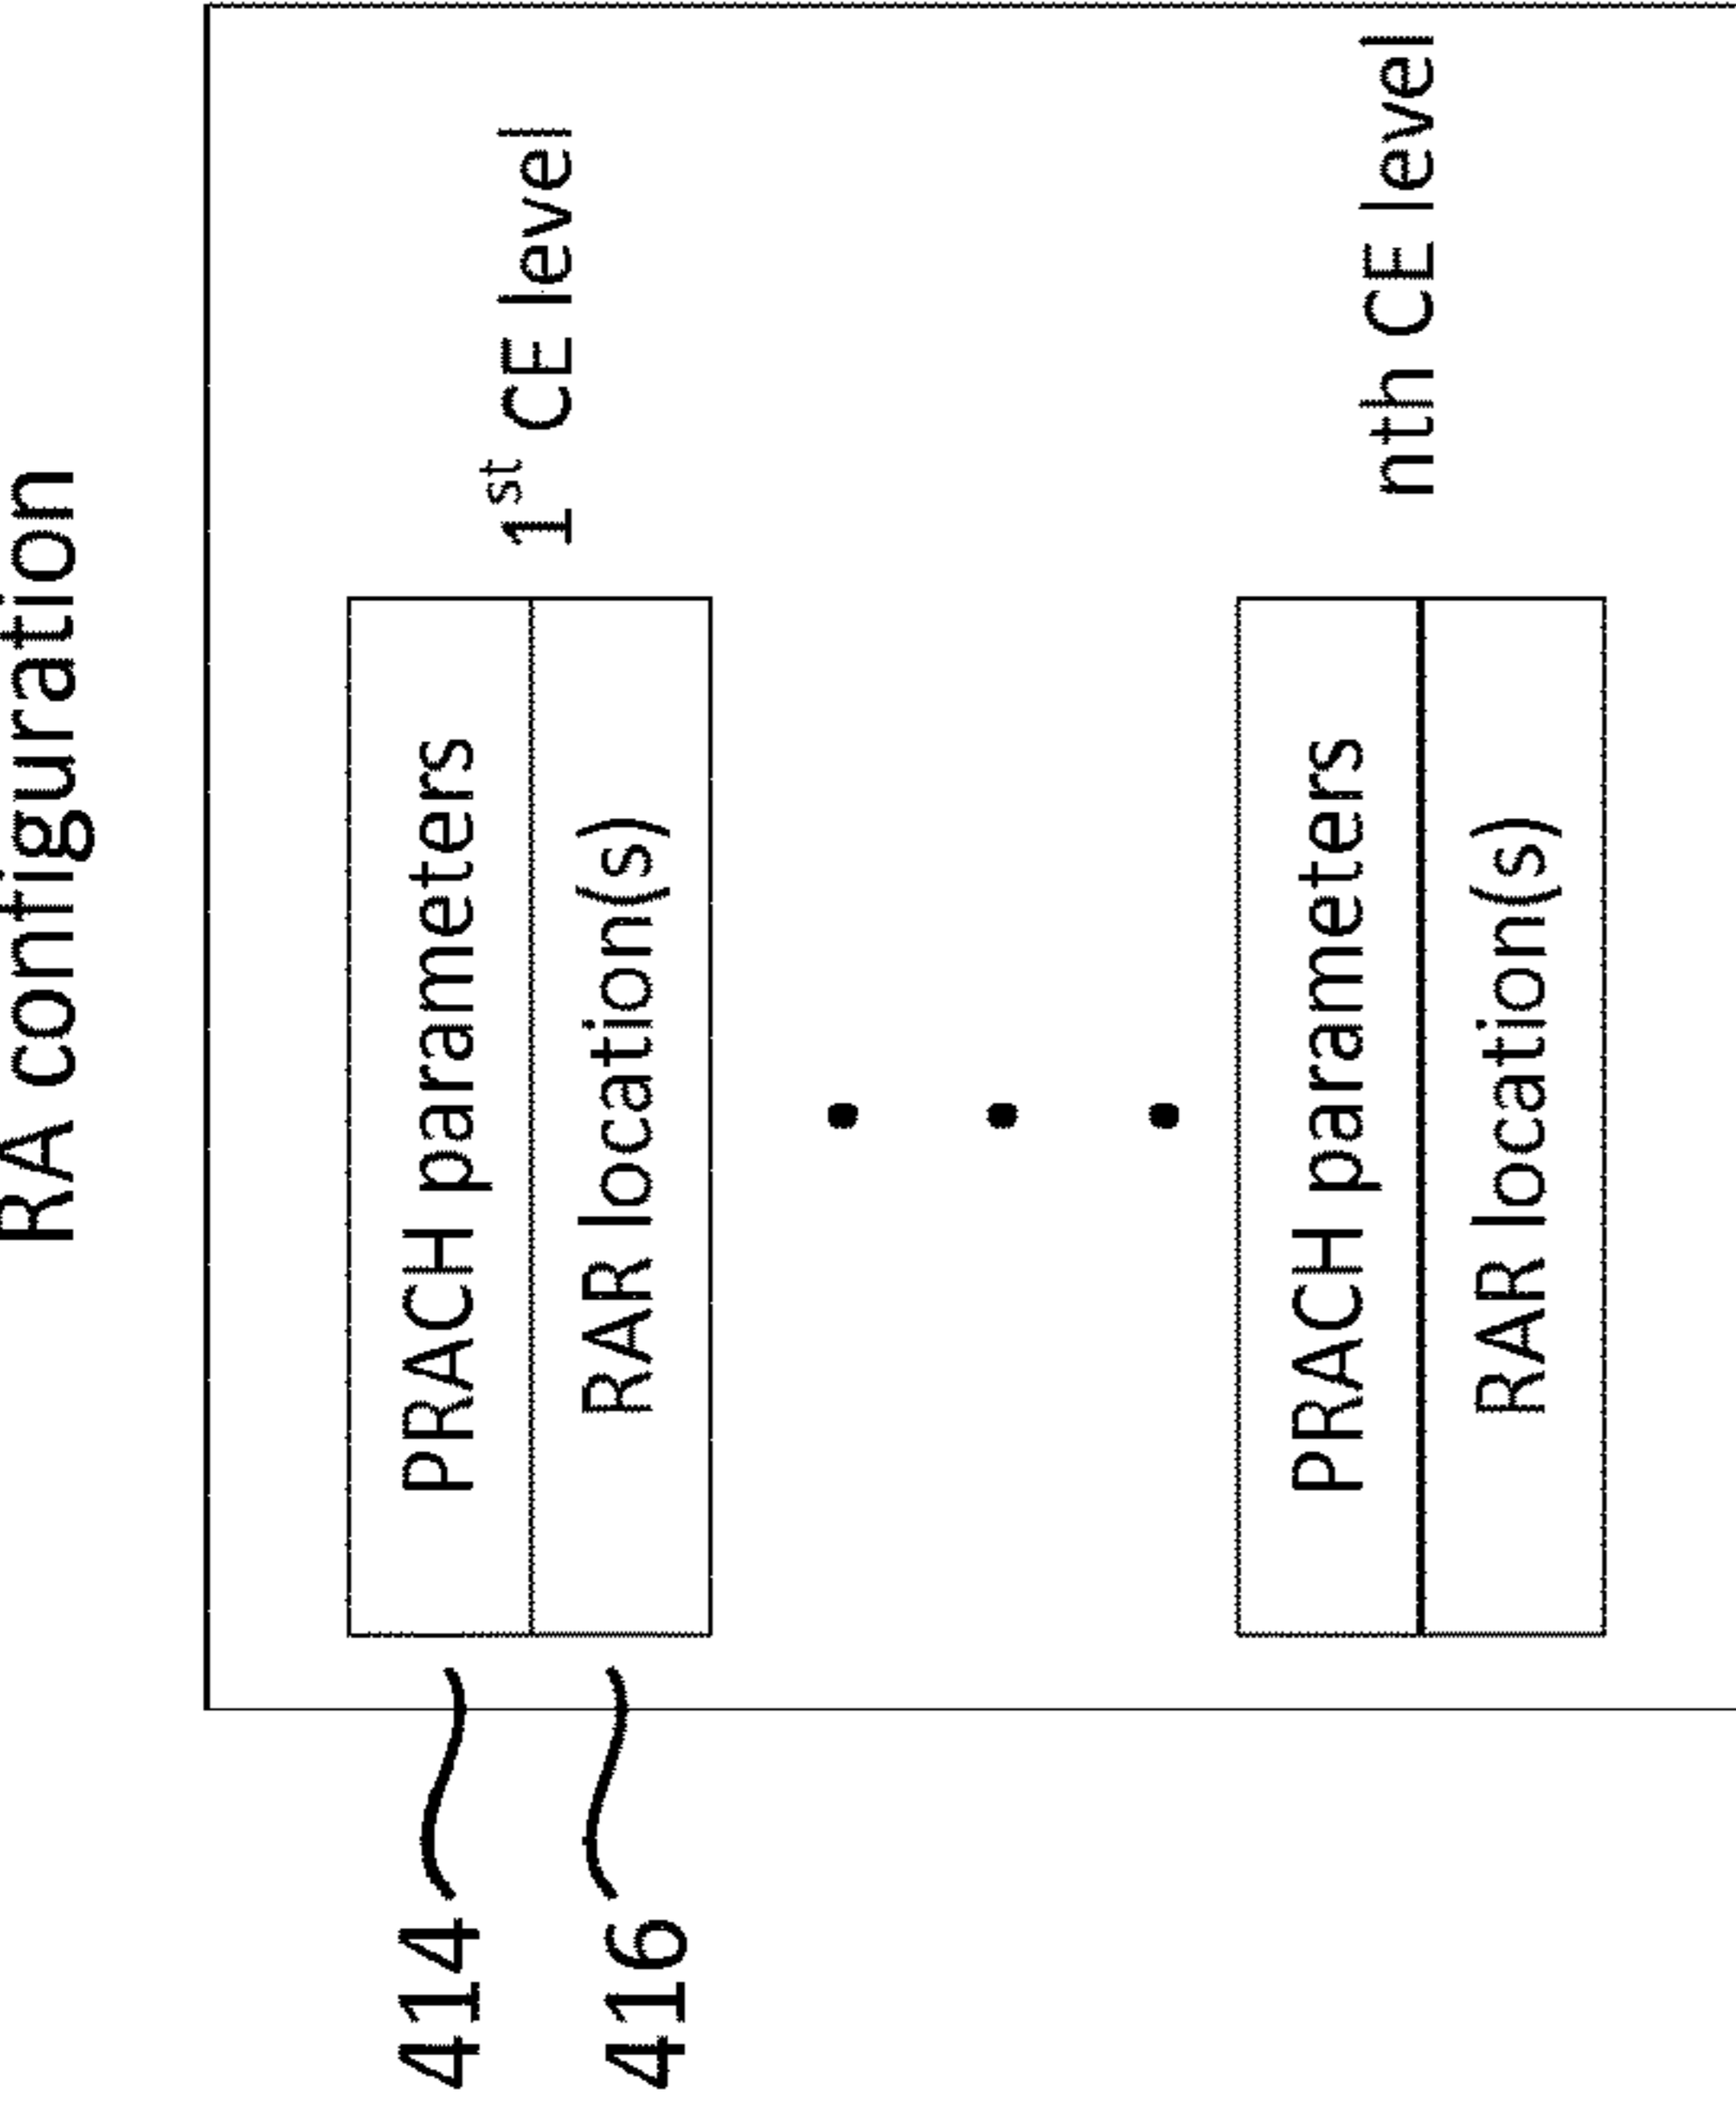 RA configuration
414
PRACH parameters
1st CE level
416
RAR location(s)
PRACH parameters
nth CE level
RAR location(s)